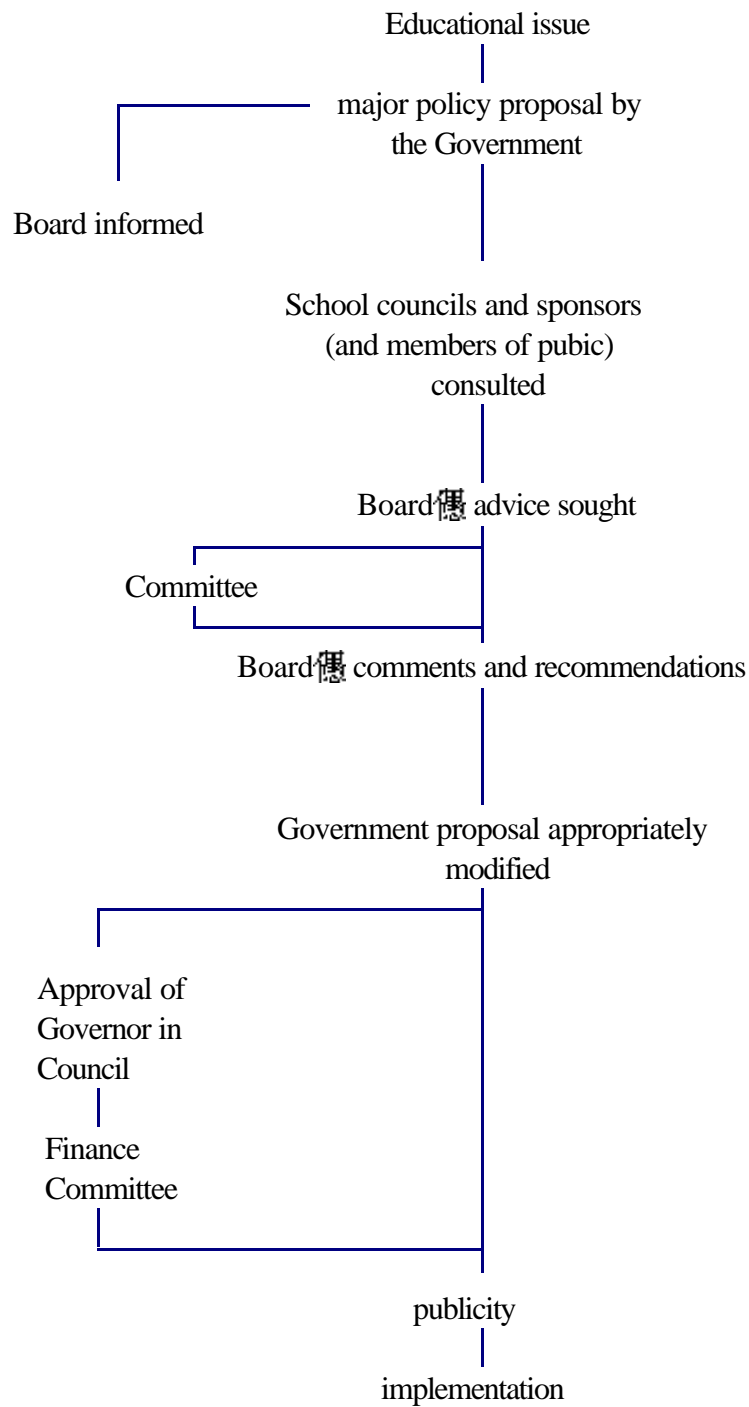 Educational issue
major policy proposal by
the Government
Board informed
School councils and sponsors
(and members of pubic)
consulted
Board advice sought
Committee
Board comments and recommendations
Government proposal appropriately
modified
Approval of
Governor in
Council
Finance
Committee
publicity
implementation